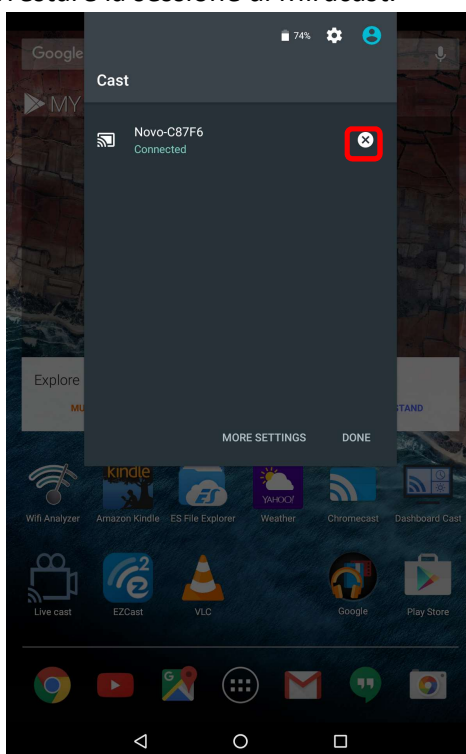 74%
Google
Cast
MY
Novo-C87F6
Connected
Explore
MU
STAND
MORE SETTINGS
DONE
kindle
YAHOO!
Wifi Analyzer
Amazon Kindle
ES File Explorer
Weather
Chromecast
Dashboard Cast
Live cast
EZCast
VLC
Google
Play Store